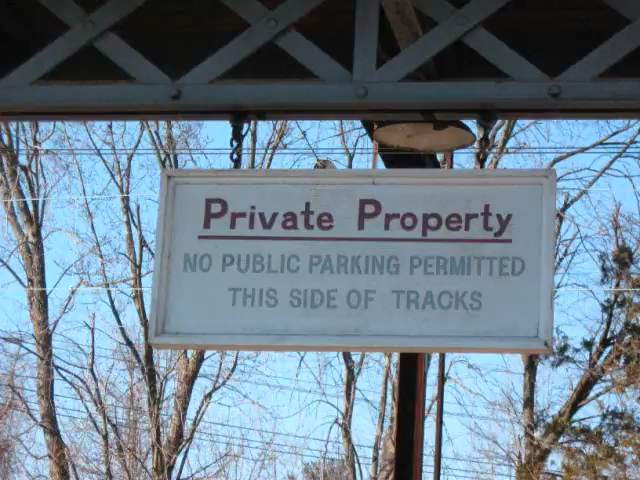 Private Property
NO PUBLIC PARKING PERMITTED
THIS SIDE OF TRACKS